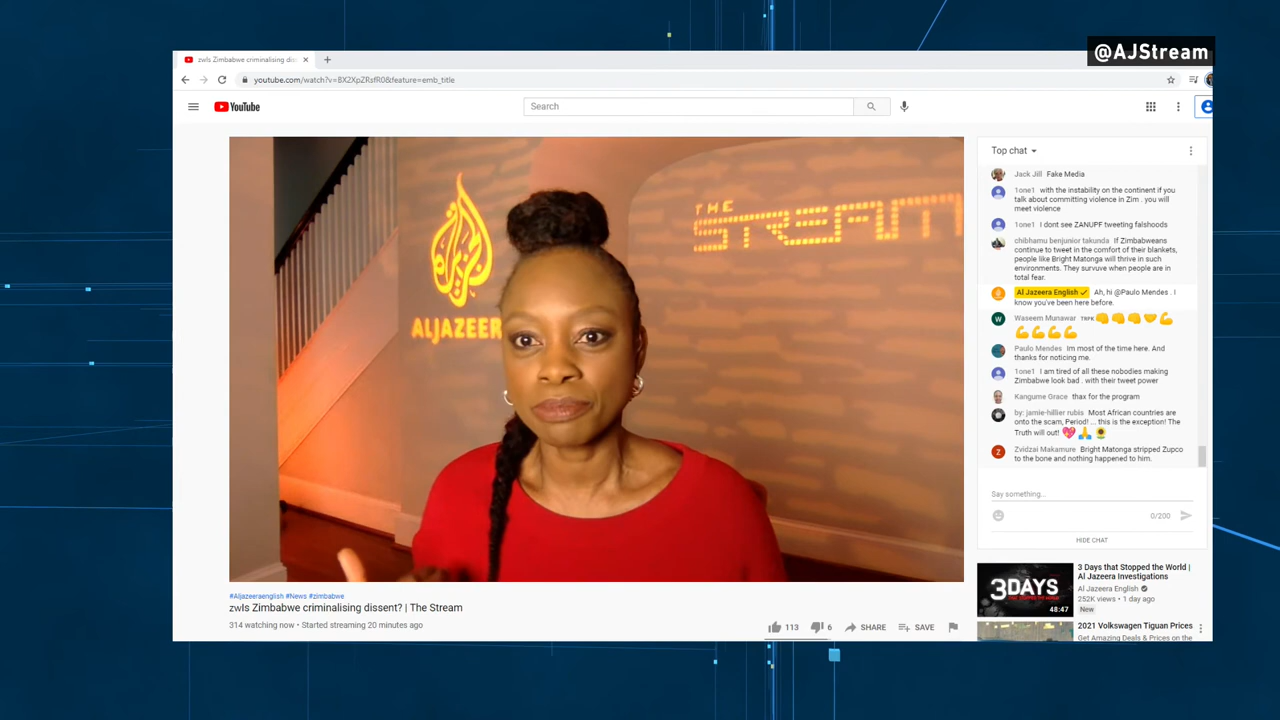 @AJStream
zwls Zimbabwe criminalising dis
youtube.com/watch?v=BX2XpZRsfR0&feature=emb_title
YouTube
Search
الجزيرة
ALJAZEER
THE
STREAM
Top chat
Jack Jill Fake Media
1one1 with the instability on the continent if you
talk about committing violence in Zim . you will
meet violence
1one1 I dont see ZANUPF tweeting falshoods
chibhamu benjunior takunda If Zimbabweans
continue to tweet in the comfort of their blankets,
people like Bright Matonga will thrive in such
environments. They survuve when people are in
total fear.
Al Jazeera English Ah, hi @Paulo Mendes . I
know you've been here before.
Waseem Munawar ᴛʀᴘᴇ👊👊👊🤝💪
💪💪💪💪
Paulo Mendes Im most of the time here. And
thanks for noticing me.
1one1 I am tired of all these nobodies making
Zimbabwe look bad . with their tweet power
Kangume Grace thax for the program
by: jamie-hillier rubis Most African countries are
onto the scam, Period! ... this is the exception! The
Truth will out! 💖🙏🌻
Zvidzai Makamure Bright Matonga stripped Zupco
to the bone and nothing happened to him.
Say something...
0/200
HIDE CHAT
#Aljazeeraenglish #News #zimbabwe
zwls Zimbabwe criminalising dissent? | The Stream
314 watching now • Started streaming 20 minutes ago
113
6
SHARE
SAVE
3DAYS
THAT STOPPED THE WORLD
48:47
3 Days that Stopped the World |
Al Jazeera Investigations
Al Jazeera English
252K views • 1 day ago
New
2021 Volkswagen Tiguan Prices
Get Amazing Deals & Prices on the